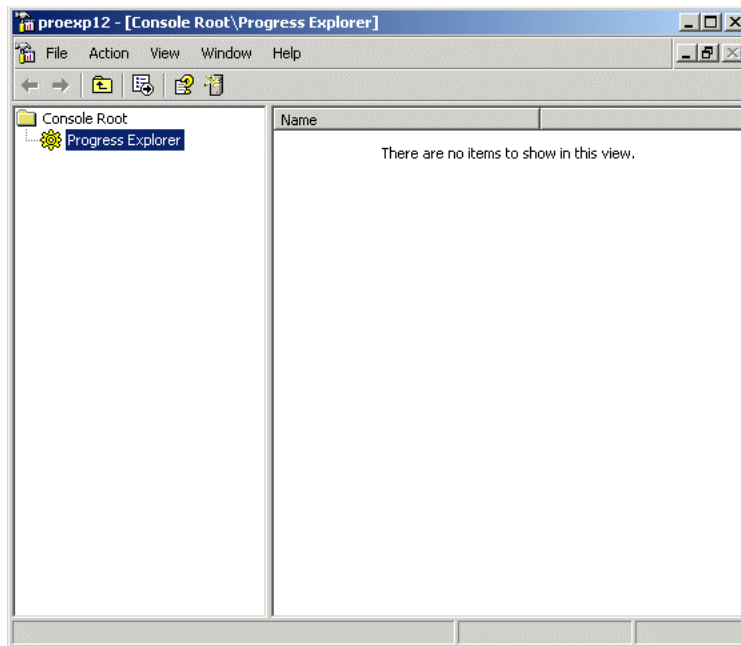 proexp12 - [Console Root\Progress Explorer]
File Action View Window Help
Console Root
Progress Explorer
Name
There are no items to show in this view.